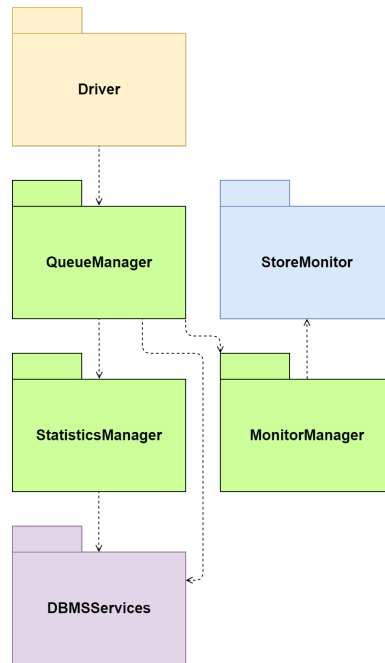 Driver
QueueManager
StoreMonitor
StatisticsManager
MonitorManager
DBMSServices